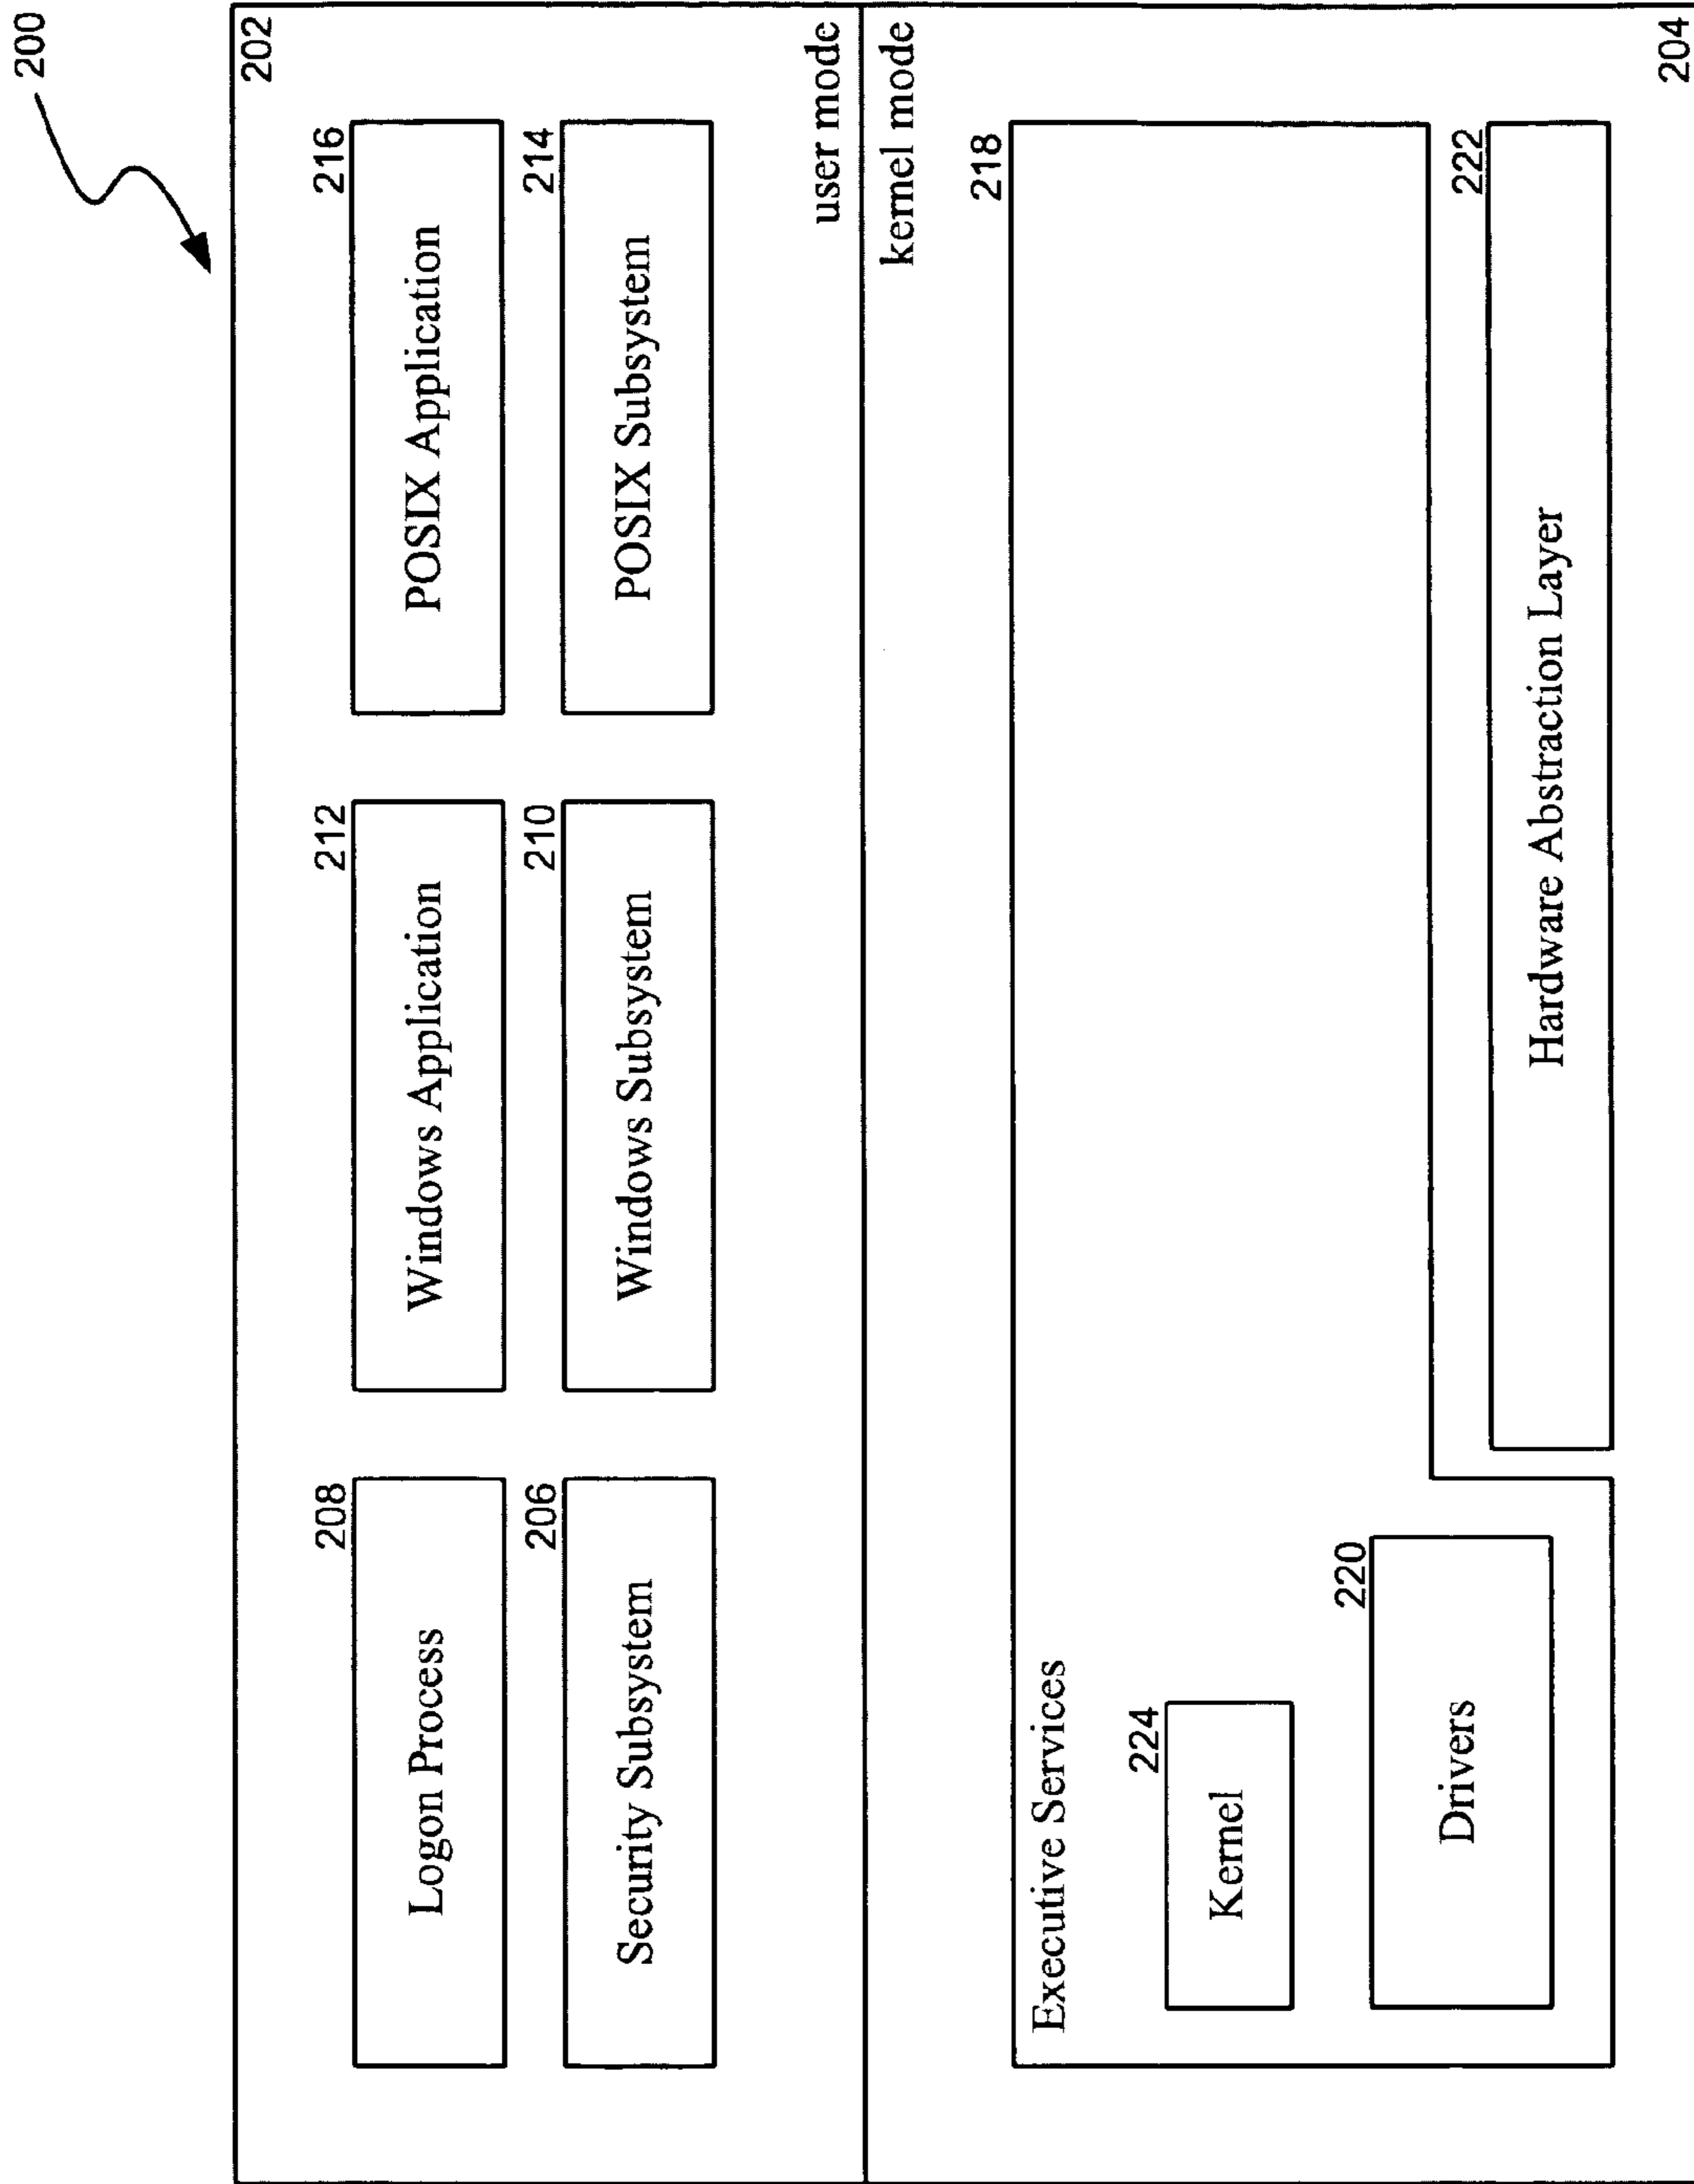 200
202
208
212
216
Logon Process
Windows Application
POSIX Application
206
210
214
Security Subsystem
Windows Subsystem
POSIX Subsystem
user mode
kernel mode
218
Executive Services
224
Kernel
220
Drivers
222
Hardware Abstraction Layer
204